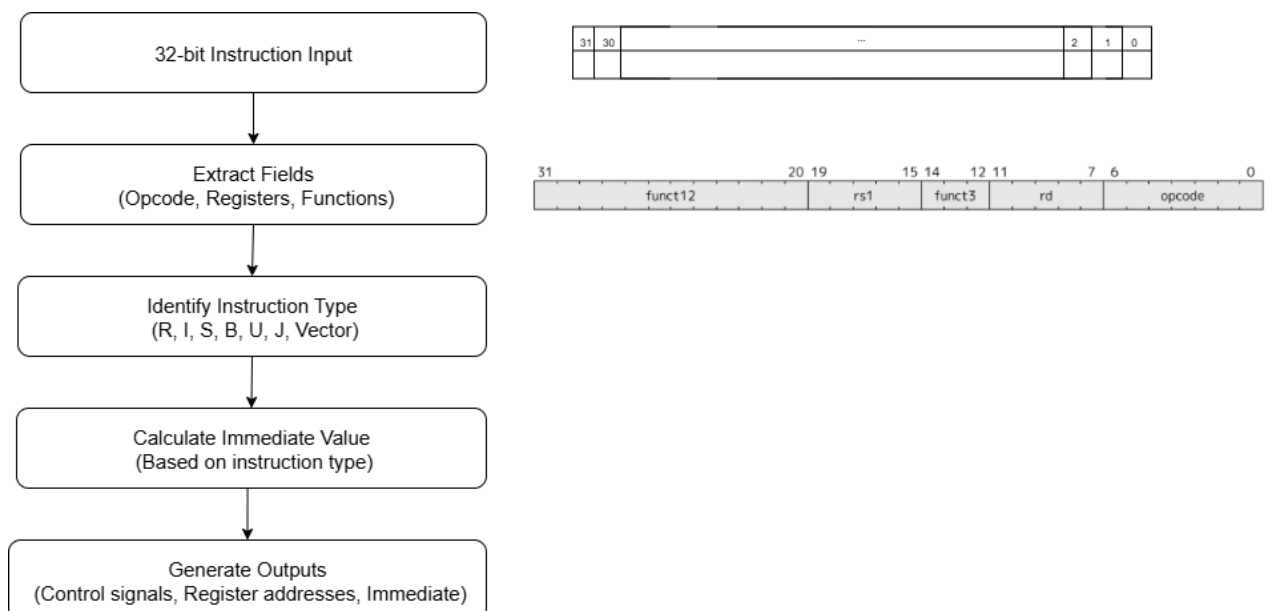 32-bit Instruction Input
31 30 ... 2 1 0
Extract Fields
(Opcode, Registers, Functions)
31 20 19 15 14 12 11 7 6 0
funct12 rs1 funct3 rd opcode
Identify Instruction Type
(R, I, S, B, U, J, Vector)
Calculate Immediate Value
(Based on instruction type)
Generate Outputs
(Control signals, Register addresses, Immediate)